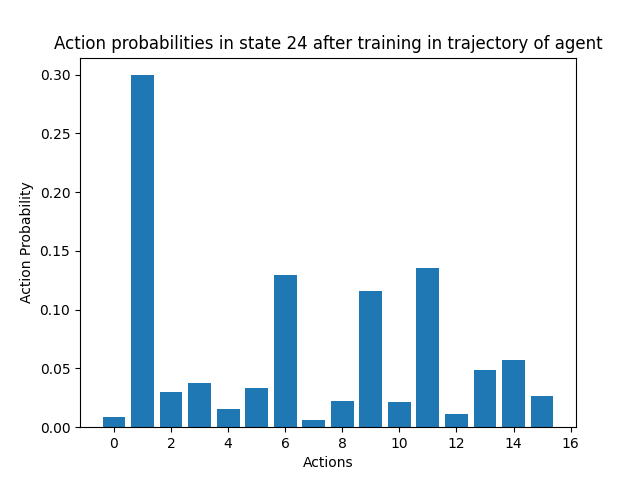 Action probabilities in state 24 after training in trajectory of agent
0.30
0.25
0.20
0.15
0.10
0.05
0.00
Action Probability
0 2 4 6 8 10 12 14 16
Actions